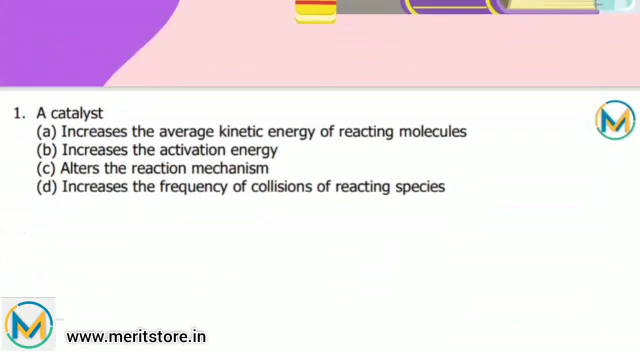 1. A catalyst
(a) Increases the average kinetic energy of reacting molecules
(b) Increases the activation energy
(c) Alters the reaction mechanism
(d) Increases the frequency of collisions of reacting species
www.meritstore.in